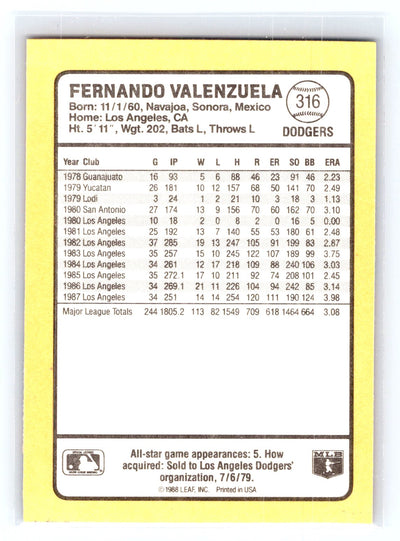 FERNANDO VALENZUELA
316
Born: 11/1/60, Navajoa, Sonora, Mexico
Home: Los Angeles, CA
Ht. 5'11", Wgt. 202, Bats L, Throws L
DODGERS
Year Club G IP W L H R ER SO BB ERA
1978 Guanajuato 16 93 5 6 88 46 23 91 46 2.23
1979 Yucatan 26 181 10 12 157 68 50 141 70 2.49
1979 Lodi 3 24 1 2 21 10 3 18 3 1.13
1980 San Antonio 27 174 13 9 156 70 60 162 70 3.10
1980 Los Angeles 10 18 2 0 8 2 0 16 5 0.00
1981 Los Angeles 25 192 13 7 140 55 53 180 61 2.48
1982 Los Angeles 37 285 19 13 247 105 91 199 83 2.87
1983 Los Angeles 35 257 15 10 245 122 107 189 99 3.75
1984 Los Angeles 34 261 12 17 218 109 88 240 106 3.03
1985 Los Angeles 35 272.1 17 10 211 92 74 208 101 2.45
1986 Los Angeles 34 269.1 21 11 226 104 94 242 85 3.14
1987 Los Angeles 34 251 14 14 254 120 111 190 124 3.98
Major League Totals 244 1805.2 113 82 1549 709 618 1464 664 3.08
All-star game appearances: 5. How
acquired: Sold to Los Angeles Dodgers'
organization, 7/6/79.
MLB
©1988 LEAF, INC. Printed in USA